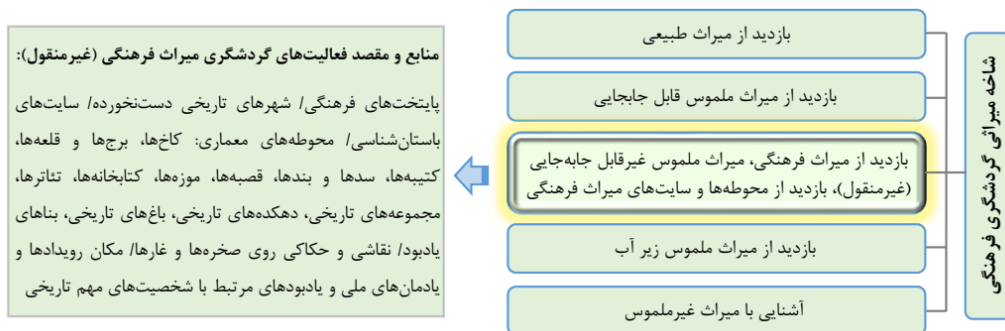 شاخه میراثی گردشگری فرهنگی
بازدید از میراث طبیعی
بازدید از میراث ملموس قابل جابجایی
بازدید از میراث فرهنگی، میراث ملموس غیرقابل جابه‌جایی
(غیرمنقول)، بازدید از محوطه‌ها و سایت‌های میراث فرهنگی
بازدید از میراث ملموس زیر آب
آشنایی با میراث غیرملموس
منابع و مقصد فعالیت‌های گردشگری میراث فرهنگی (غیرمنقول):
پایتخت‌های فرهنگی/ شهرهای تاریخی دست‌نخورده/ سایت‌های
باستان‌شناسی/ محوطه‌های معماری: کاخ‌ها، برج‌ها و قلعه‌ها،
کتیبه‌ها، سدها و بندها، قصبه‌ها، موزه‌ها، کتابخانه‌ها، تئاترها،
مجموعه‌های تاریخی، دهکده‌های تاریخی، باغ‌های تاریخی، بناهای
یادبود/ نقاشی و حکاکی روی صخره‌ها و غارها/ مکان رویدادها و
یادمان‌های ملی و یادبودهای مرتبط با شخصیت‌های مهم تاریخی